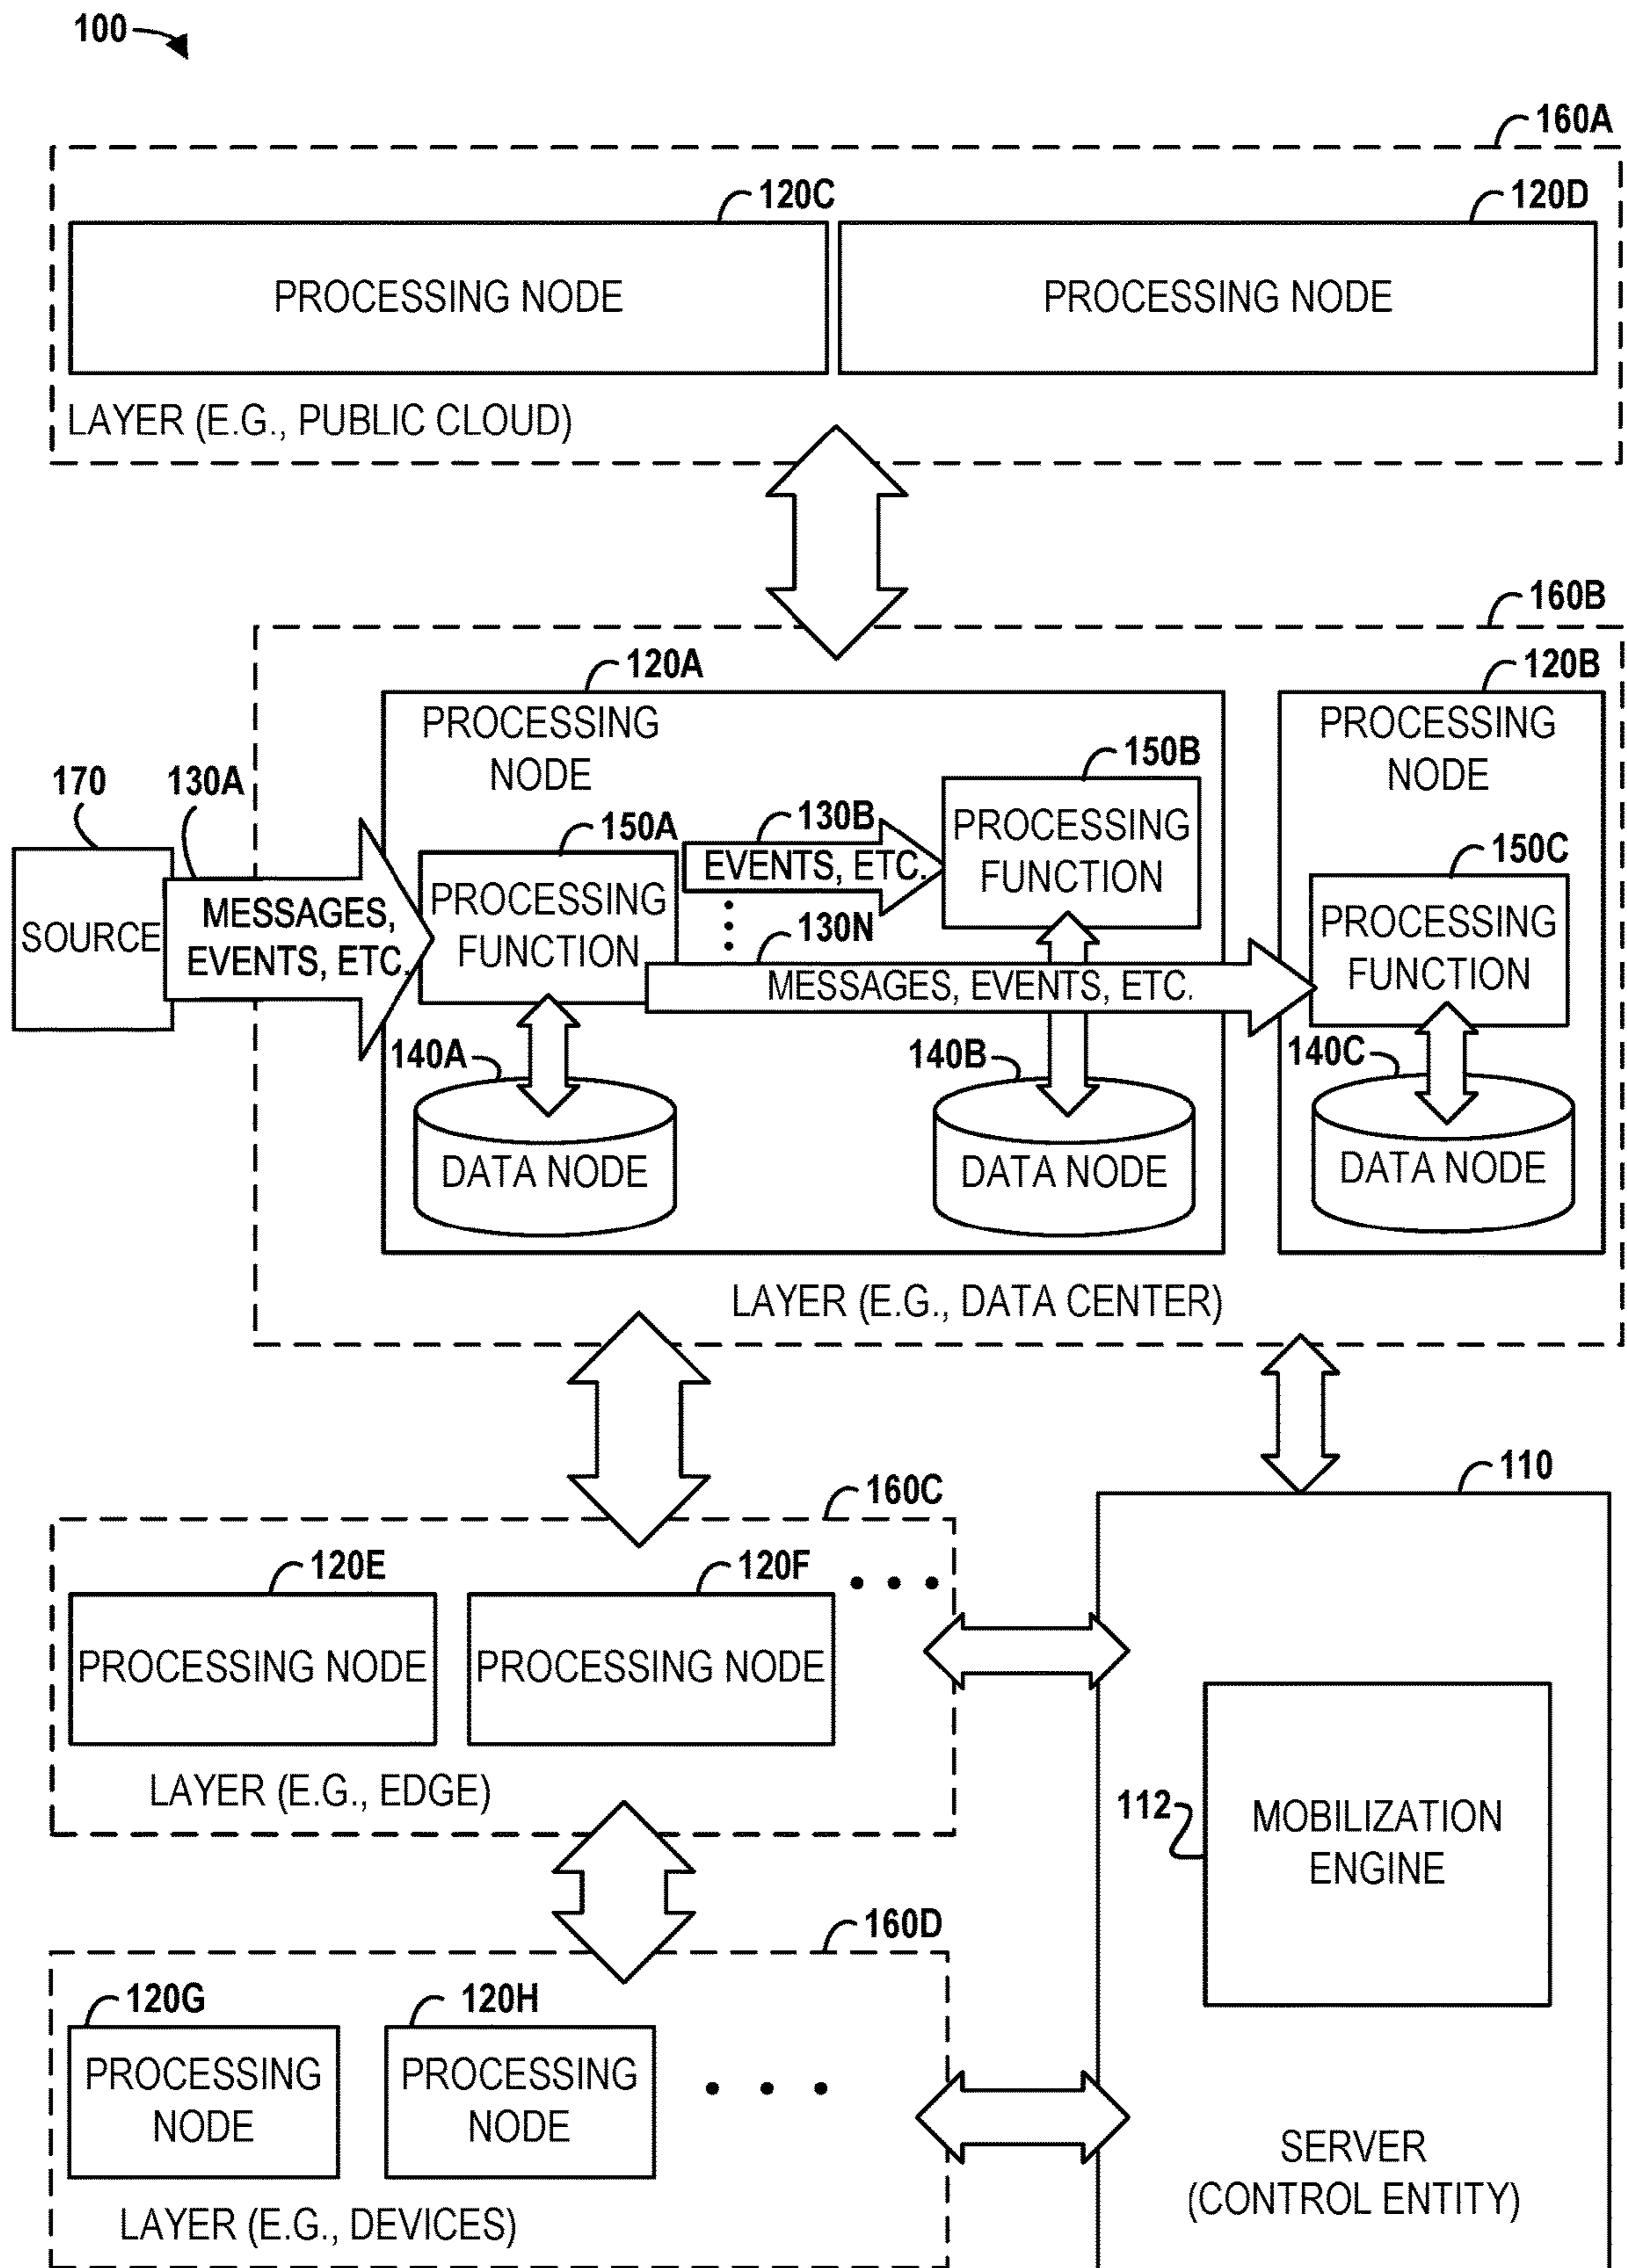 100
160A
120C
120D
PROCESSING NODE
PROCESSING NODE
LAYER (E.G., PUBLIC CLOUD)
160B
120A
120B
PROCESSING
NODE
PROCESSING
NODE
170
130A
150B
PROCESSING
FUNCTION
150A
130B
EVENTS, ETC.
150C
SOURCE
MESSAGES,
EVENTS, ETC.
PROCESSING
FUNCTION
130N
MESSAGES, EVENTS, ETC.
PROCESSING
FUNCTION
140A
140B
140C
DATA NODE
DATA NODE
DATA NODE
LAYER (E.G., DATA CENTER)
110
160C
120E
120F
PROCESSING NODE
PROCESSING NODE
LAYER (E.G., EDGE)
112
MOBILIZATION
ENGINE
160D
120G
120H
PROCESSING
NODE
PROCESSING
NODE
LAYER (E.G., DEVICES)
SERVER
(CONTROL ENTITY)